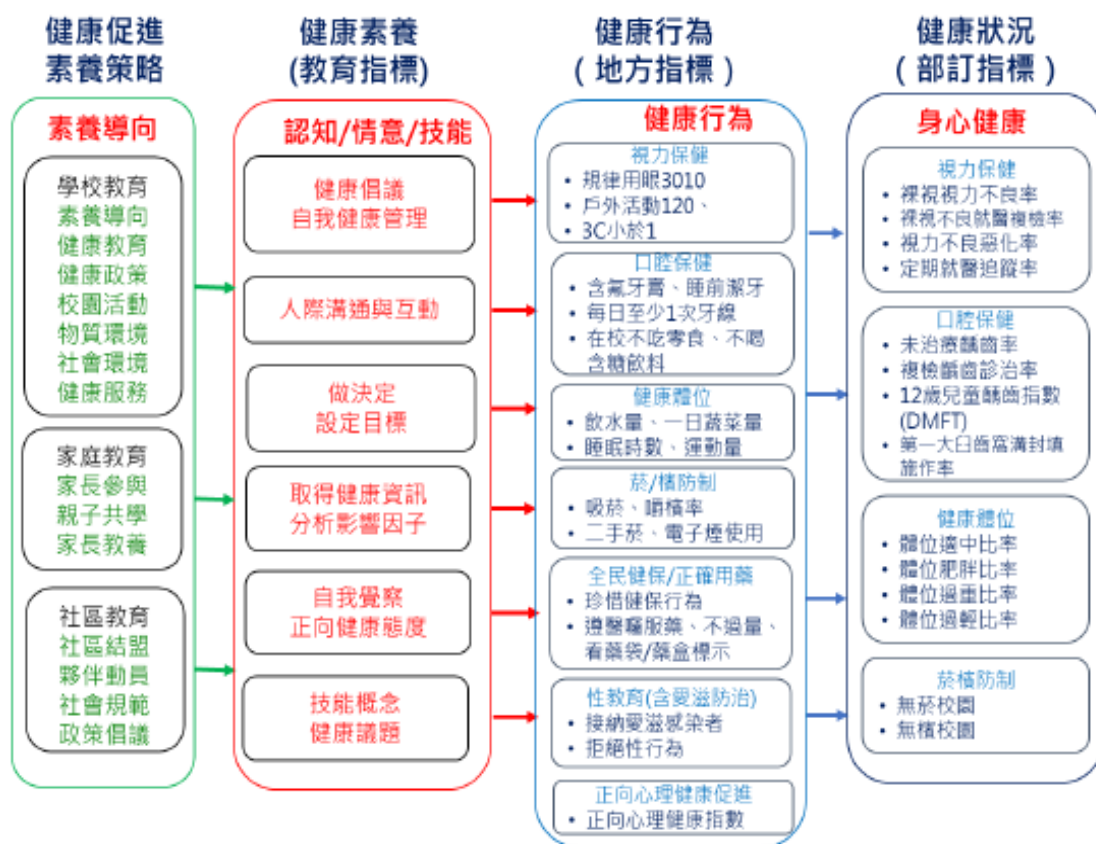 健康促進
素養策略
素養導向
學校教育
素養導向
健康教育
健康政策
校園活動
物質環境
社會環境
健康服務
家庭教育
家長參與
親子共學
家長教養
社區教育
社區結盟
夥伴動員
社會規範
政策倡議
健康素養
(教育指標)
認知/情意/技能
健康倡議
自我健康管理
人際溝通與互動
做決定
設定目標
取得健康資訊
分析影響因子
自我覺察
正向健康態度
技能概念
健康議題
健康行為
( 地方指標 )
健康行為
視力保健
• 規律用眼3010
• 戶外活動120、
• 3C小於1
口腔保健
• 含氟牙膏、睡前潔牙
• 每日至少1次牙線
• 在校不吃零食、不喝
含糖飲料
健康體位
• 飲水量、一日蔬菜量
• 睡眠時數、運動量
菸/檳防制
• 吸菸、嚼檳率
• 二手菸、電子煙使用
全民健保/正確用藥
• 珍惜健保行為
• 遵醫囑服藥、不過量、
看藥袋/藥盒標示
性教育(含愛滋防治)
• 接納愛滋感染者
• 拒絕性行為
正向心理健康促進
• 正向心理健康指數
健康狀況
( 部訂指標 )
身心健康
視力保健
• 裸視視力不良率
• 裸視不良就醫複檢率
• 視力不良惡化率
• 定期就醫追蹤率
口腔保健
• 未治療齲齒率
• 複檢齲齒診治率
• 12歲兒童齲齒指數
(DMFT)
• 第一大臼齒窩溝封填
施作率
健康體位
• 體位適中比率
• 體位肥胖比率
• 體位過重比率
• 體位過輕比率
菸檳防制
• 無菸校園
• 無檳校園